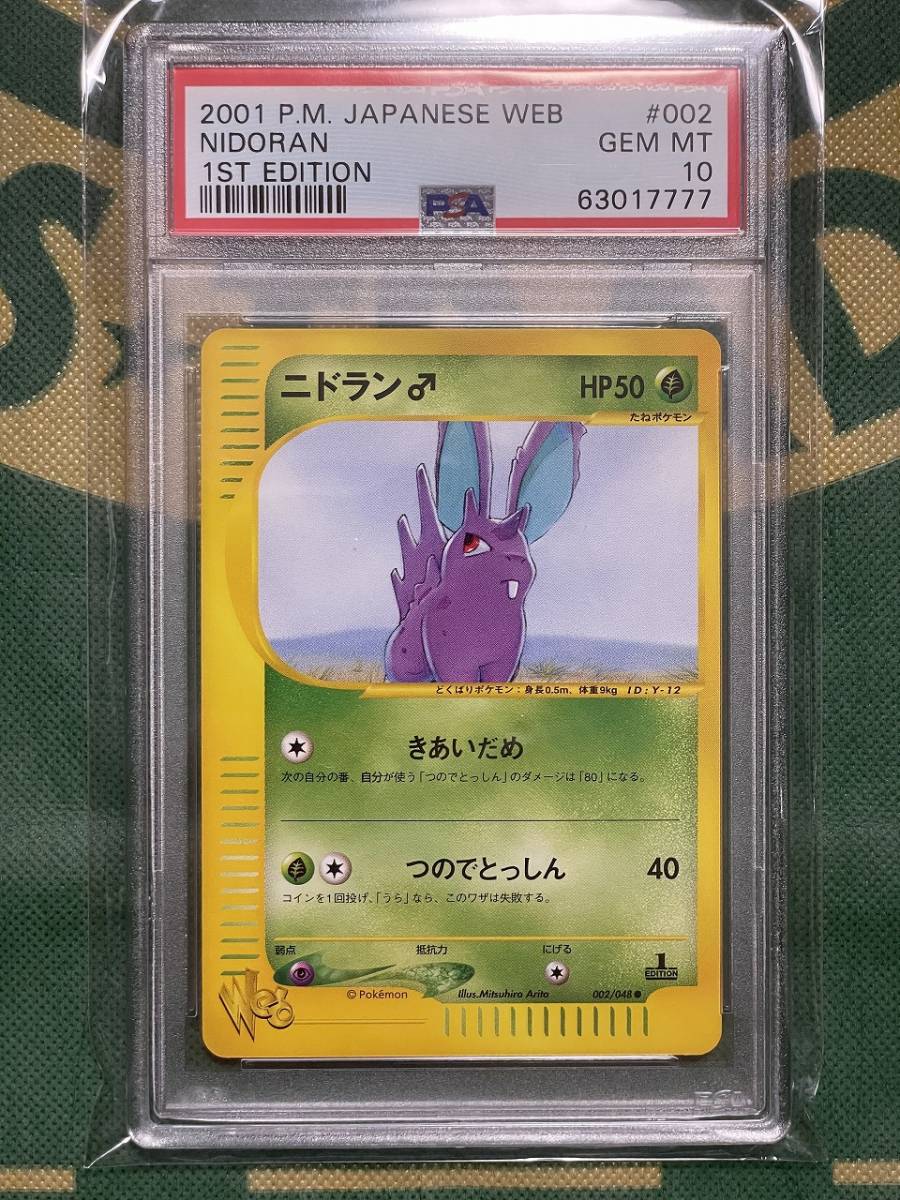 2001 P.M. JAPANESE WEB #002
NIDORAN GEM MT
1ST EDITION 10
PSA 63017777
ニドラン♂ HP50
たねポケモン
どくばりポケモン：身長0.5m、体重9kg ID:Y-12
きあいだめ
次の自分の番、自分が使う「つのでとっしん」のダメージは「80」になる。
つのでとっしん 40
コインを1回投げ、「うら」なら、このワザは失敗する。
弱点 抵抗力 にげる
1
EDITION
Web
© Pokémon Illus.Mitsuhiro Arita 002/048 ●